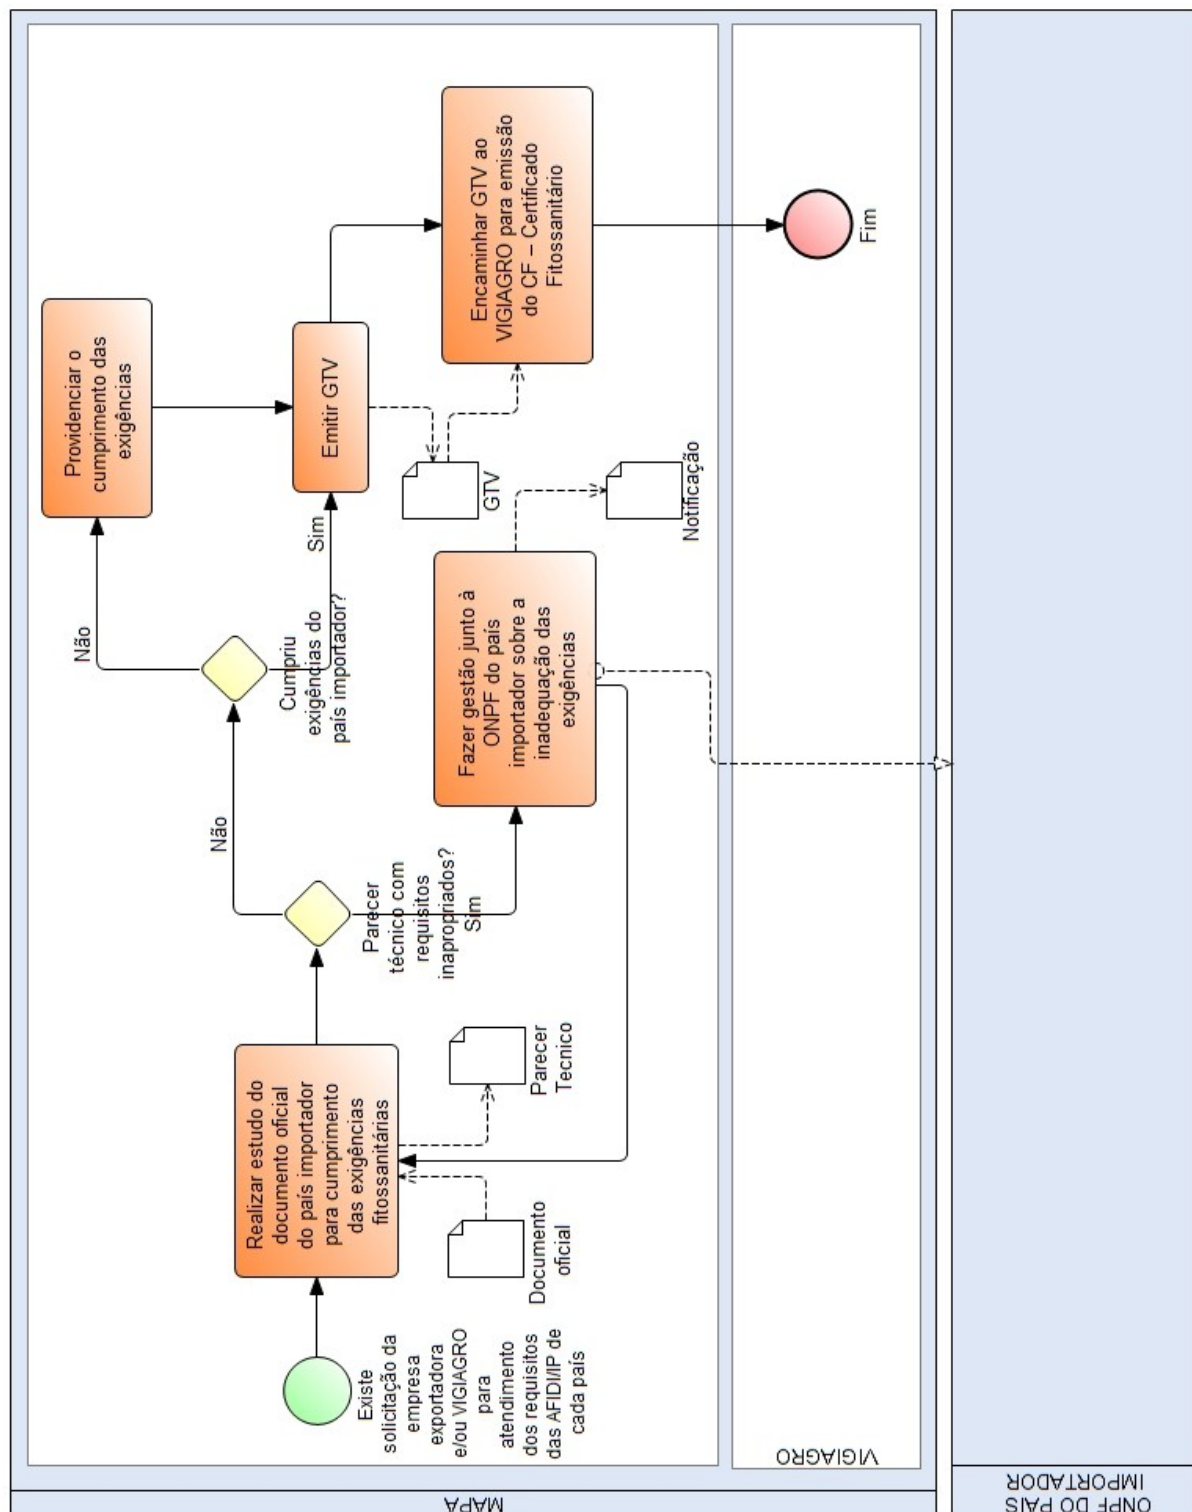 MAPA
VIGIAGRO
ONPF DO PAÍS
IMPORTADOR
Existe
solicitação da
empresa
exportadora
e/ou VIGIAGRO
para
atendimento
dos requisitos
das AFIDI/IP de
cada país
Realizar estudo do
documento oficial
do país importador
para cumprimento
das exigências
fitossanitárias
Documento
oficial
Parecer
Tecnico
Parecer
técnico com
requisitos
inapropriados?
Não
Sim
Cumpriu
exigências do
país importador?
Não
Sim
Fazer gestão junto à
ONPF do país
importador sobre a
inadequação das
exigências
Notificação
Providenciar o
cumprimento das
exigências
Emitir GTV
GTV
Encaminhar GTV ao
VIGIAGRO para emissão
do CF – Certificado
Fitossanitário
Fim